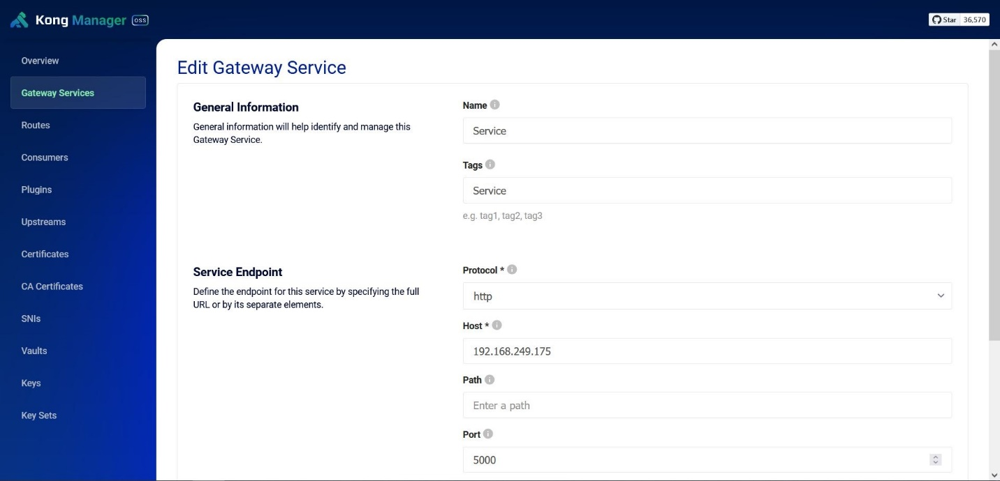 Kong Manager OSS
Star 36,570
Overview
Gateway Services
Routes
Consumers
Plugins
Upstreams
Certificates
CA Certificates
SNIs
Vaults
Keys
Key Sets
Edit Gateway Service
General Information
General information will help identify and manage this
Gateway Service.
Name
Service
Tags
Service
e.g. tag1, tag2, tag3
Service Endpoint
Define the endpoint for this service by specifying the full
URL or by its separate elements.
Protocol *
http
Host *
192.168.249.175
Path
Enter a path
Port
5000